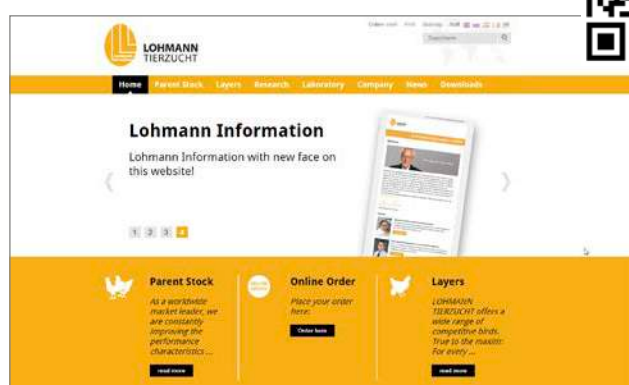 LOHMANN
TIERZUCHT
Home Parent Stock Layers Research Laboratory Company News Downloads
Lohmann Information
Lohmann Information with new face on
this website!
1 2 3 4
Parent Stock
As a worldwide
market leader, we
are constantly
improving the
performance
characteristics ...
read more
Online Order
Place your order
here:
Order here
Layers
LOHMANN
TIERZUCHT offers a
wide range of
competitive birds.
True to the maxim:
For every ...
read more